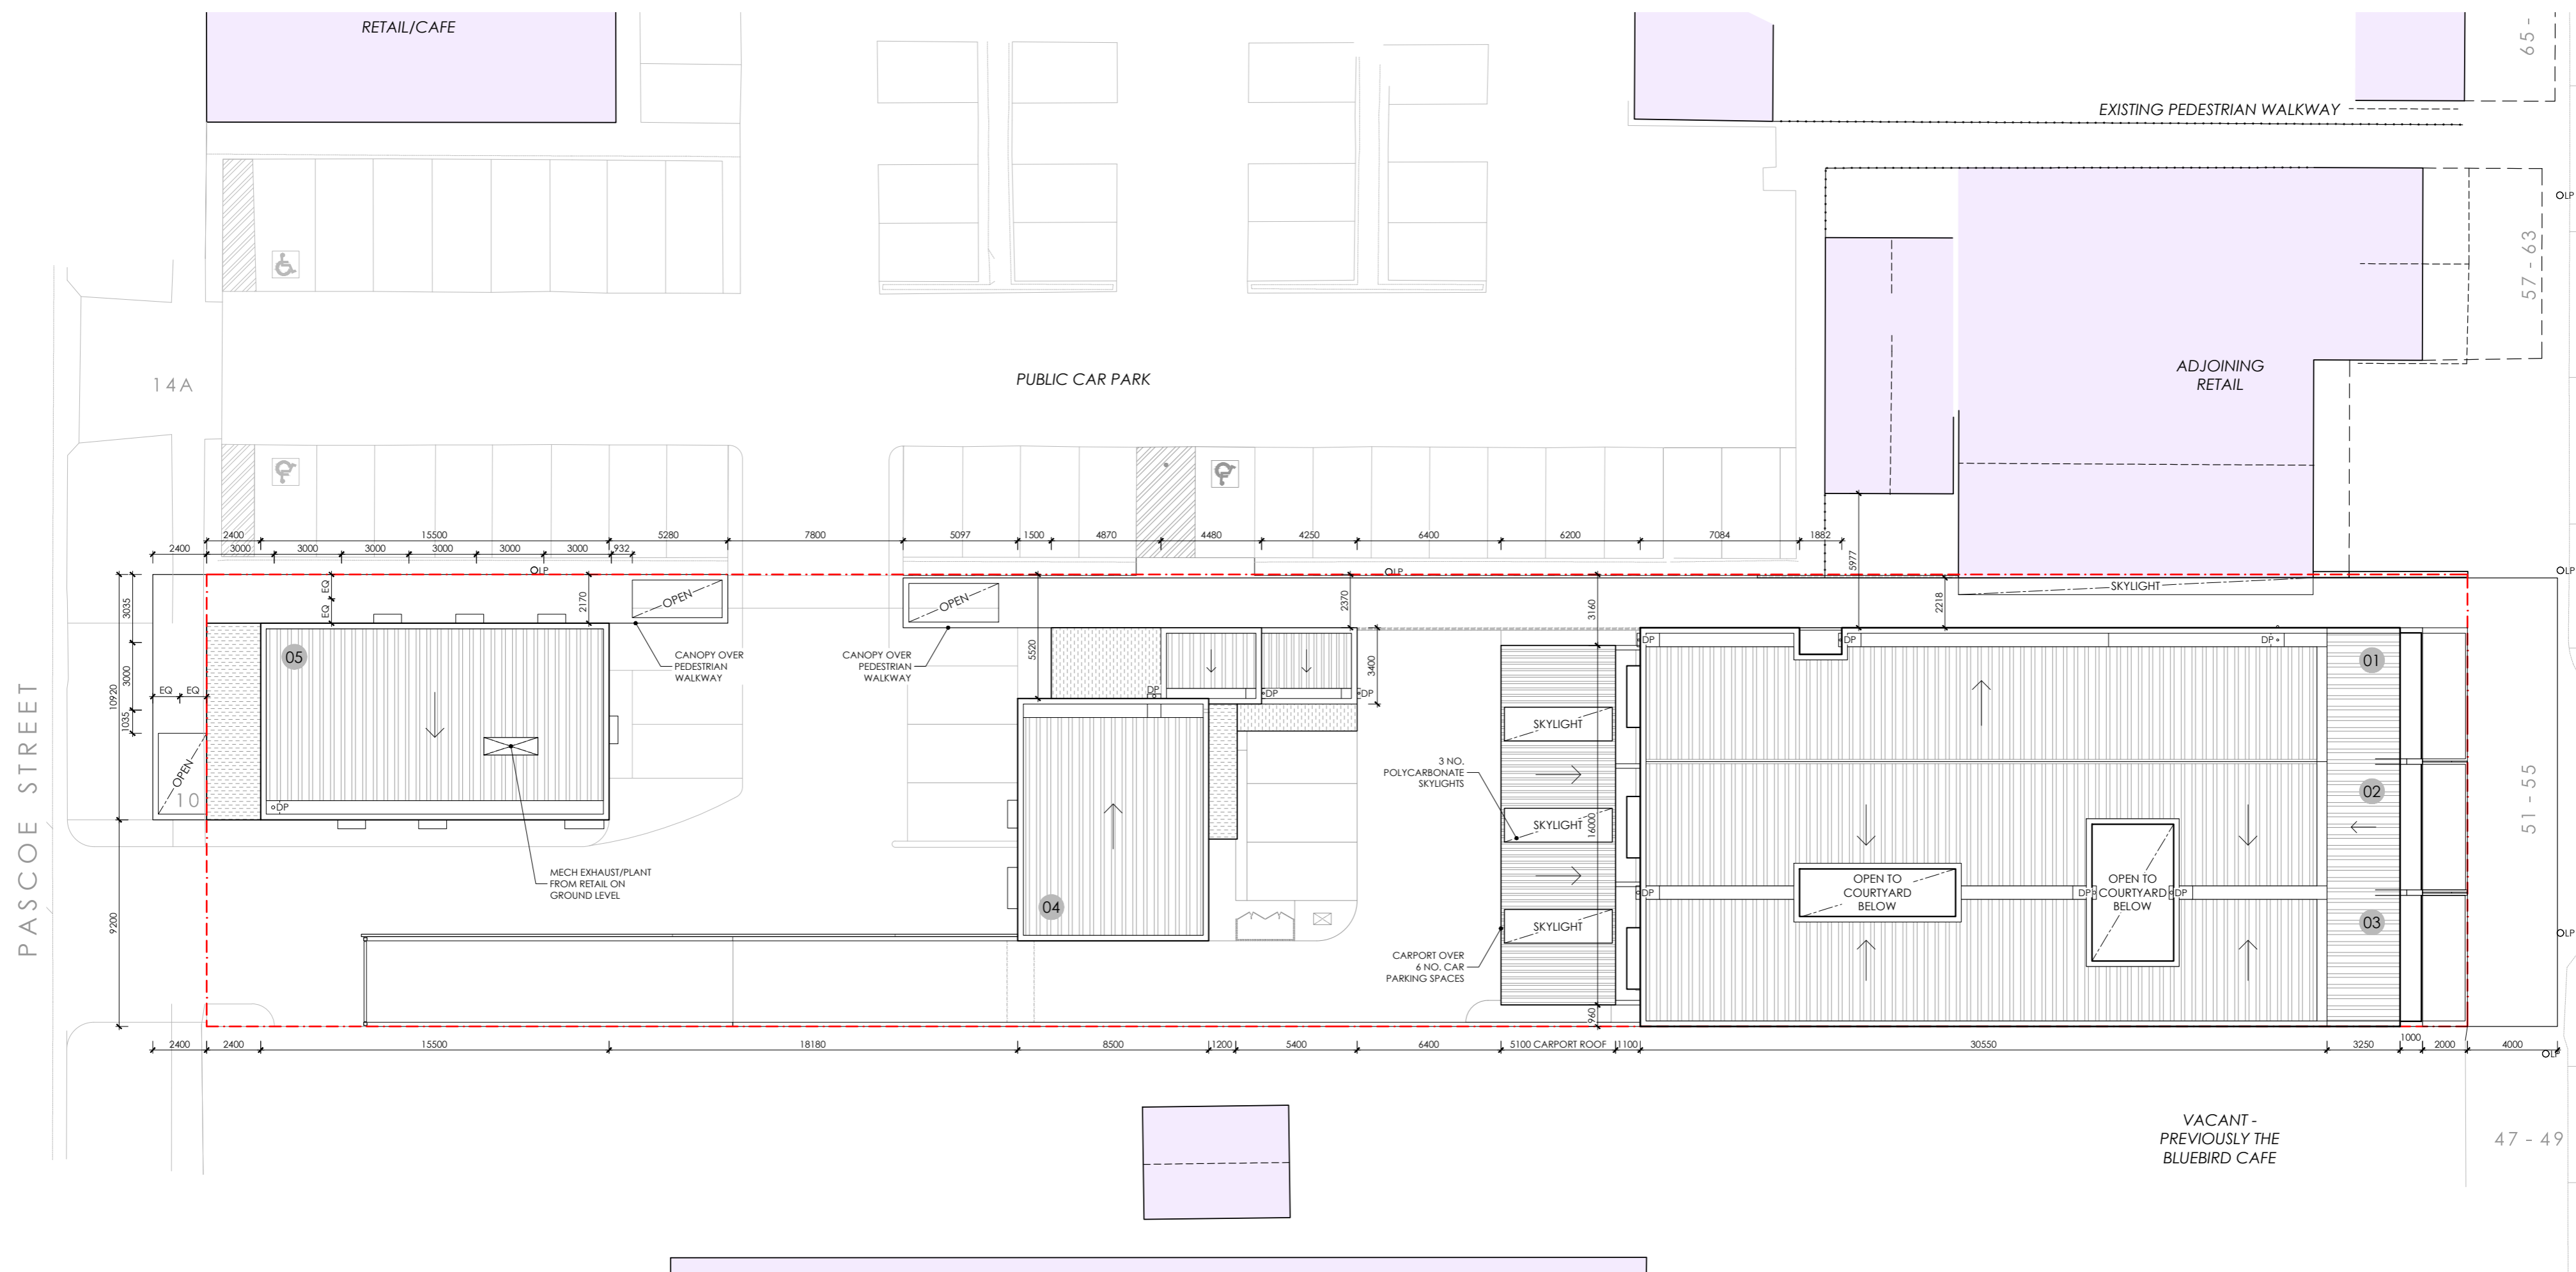 RETAIL/CAFE
65 -
EXISTING PEDESTRIAN WALKWAY
LP
57 - 63
14A
PUBLIC CAR PARK
ADJOINING
RETAIL
2400
15500
5280
7800
5097
1500
4870
4480
4250
6400
6200
7084
1882
2400
3000
3000
3000
3000
3000
3000
932
5977
LP
LP
LP
EQ
EQ
2170
OPEN
OPEN
2370
3160
2218
SKYLIGHT
3035
3000
1035
10920
9200
EQ
EQ
OPEN
10
05
DP
CANOPY OVER
PEDESTRIAN
WALKWAY
CANOPY OVER
PEDESTRIAN
WALKWAY
5520
3400
DP
DP
DP
DP
DP
DP
01
PASCOE STREET
MECH EXHAUST/PLANT
FROM RETAIL ON
GROUND LEVEL
04
3 NO.
POLYCARBONATE
SKYLIGHTS
SKYLIGHT
SKYLIGHT
SKYLIGHT
16000
CARPORT OVER
6 NO. CAR
PARKING SPACES
960
DP
OPEN TO
COURTYARD
BELOW
DP
OPEN TO
COURTYARD
BELOW
DP
02
03
51 - 55
LP
2400
2400
15500
18180
8500
1200
5400
6400
5100 CARPORT ROOF
1100
30550
3250
1000
2000
4000
LP
VACANT -
PREVIOUSLY THE
BLUEBIRD CAFE
47 - 49